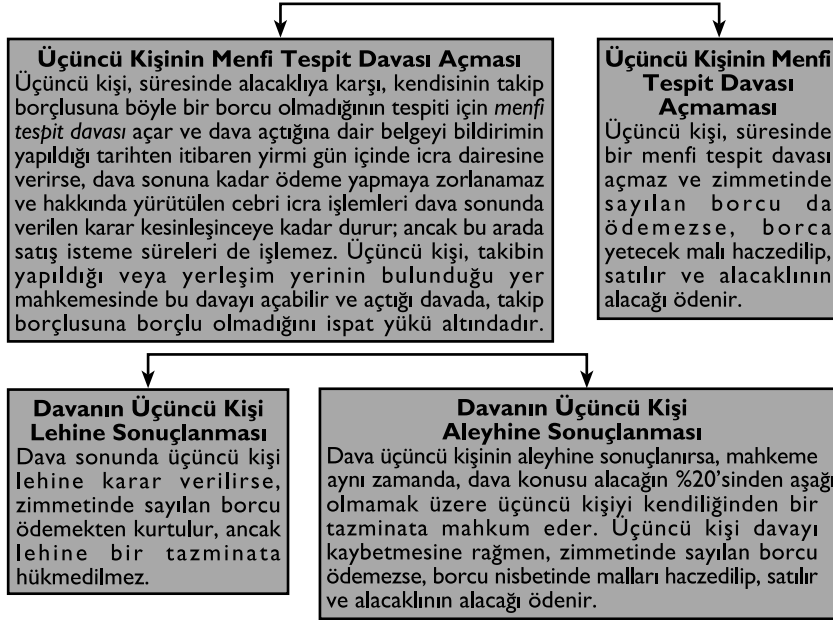 Üçüncü Kişinin Menfi Tespit Davası Açması
Üçüncü kişi, süresinde alacaklıya karşı, kendisinin takip
borçlusuna böyle bir borcu olmadığının tespiti için menfi
tespit davası açar ve dava açtığına dair belgeyi bildirimin
yapıldığı tarihten itibaren yirmi gün içinde icra dairesine
verirse, dava sonuna kadar ödeme yapmaya zorlanamaz
ve hakkında yürütülen cebri icra işlemleri dava sonunda
verilen karar kesinleşinceye kadar durur; ancak bu arada
satış isteme süreleri de işlemez. Üçüncü kişi, takibin
yapıldığı veya yerleşim yerinin bulunduğu yer
mahkemesinde bu davayı açabilir ve açtığı davada, takip
borçlusuna borçlu olmadığını ispat yükü altındadır.
Üçüncü Kişinin Menfi
Tespit Davası
Açmaması
Üçüncü kişi, süresinde
bir menfi tespit davası
açmaz ve zimmetinde
sayılan borcu da
ödemezse, borca
yetecek malı haczedilip,
satılır ve alacaklının
alacağı ödenir.
Davanın Üçüncü Kişi
Lehine Sonuçlanması
Dava sonunda üçüncü kişi
lehine karar verilirse,
zimmetinde sayılan borcu
ödemekten kurtulur, ancak
lehine bir tazminata
hükmedilmez.
Davanın Üçüncü Kişi
Aleyhine Sonuçlanması
Dava üçüncü kişinin aleyhine sonuçlanırsa, mahkeme
aynı zamanda, dava konusu alacağın %20'sinden aşağı
olmamak üzere üçüncü kişiyi kendiliğinden bir
tazminata mahkum eder. Üçüncü kişi davayı
kaybetmesine rağmen, zimmetinde sayılan borcu
ödemezse, borcu nisbetinde malları haczedilip, satılır
ve alacaklının alacağı ödenir.